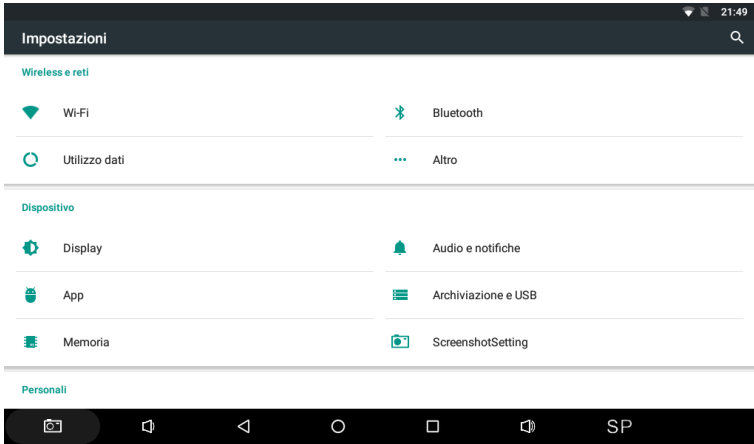 21:49
Impostazioni
Wireless e reti
Wi-Fi
Bluetooth
Utilizzo dati
Altro
Dispositivo
Display
Audio e notifiche
App
Archiviazione e USB
Memoria
ScreenshotSetting
Personali
SP